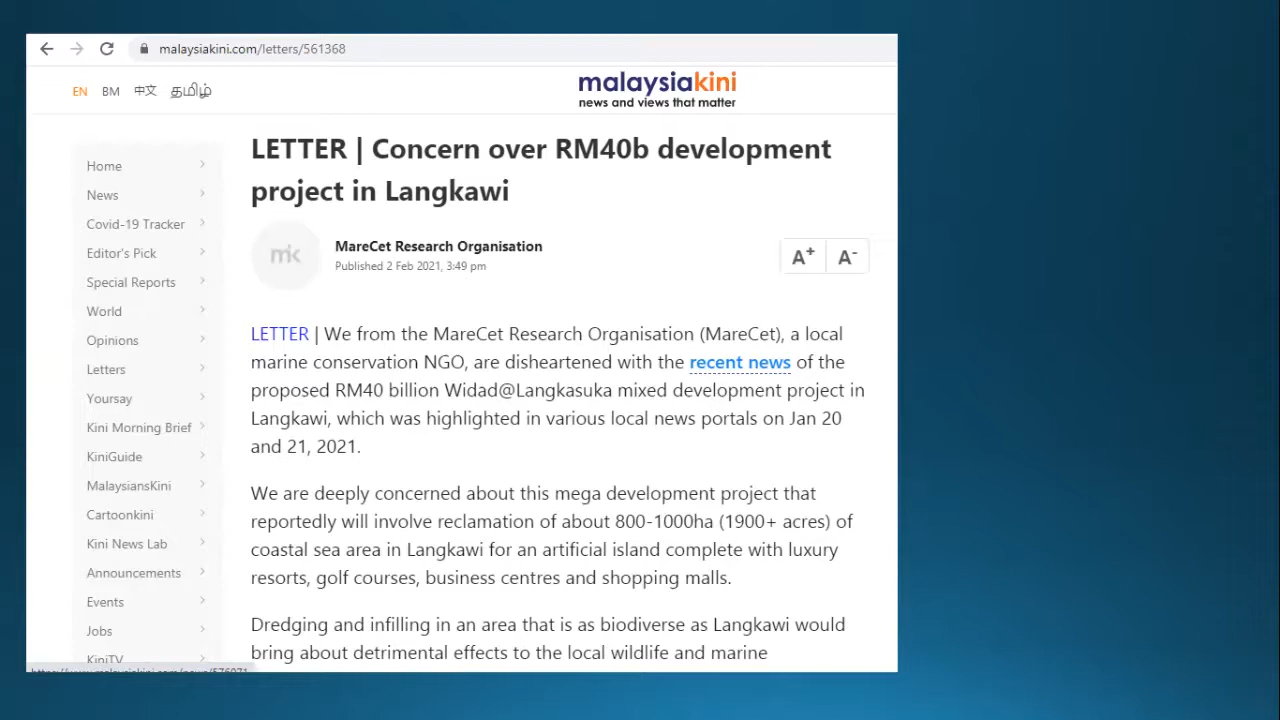 malaysiakini.com/letters/561368
EN BM 中文 தமிழ்
malaysiakini
news and views that matter
Home
News
Covid-19 Tracker
Editor's Pick
Special Reports
World
Opinions
Letters
Yoursay
Kini Morning Brief
KiniGuide
MalaysiansKini
Cartoonkini
Kini News Lab
Announcements
Events
Jobs
KiniTV
LETTER | Concern over RM40b development
project in Langkawi
mk
MareCet Research Organisation
Published 2 Feb 2021, 3:49 pm
A+ A-
LETTER | We from the MareCet Research Organisation (MareCet), a local
marine conservation NGO, are disheartened with the recent news of the
proposed RM40 billion Widad@Langkasuka mixed development project in
Langkawi, which was highlighted in various local news portals on Jan 20
and 21, 2021.
We are deeply concerned about this mega development project that
reportedly will involve reclamation of about 800-1000ha (1900+ acres) of
coastal sea area in Langkawi for an artificial island complete with luxury
resorts, golf courses, business centres and shopping malls.
Dredging and infilling in an area that is as biodiverse as Langkawi would
bring about detrimental effects to the local wildlife and marine